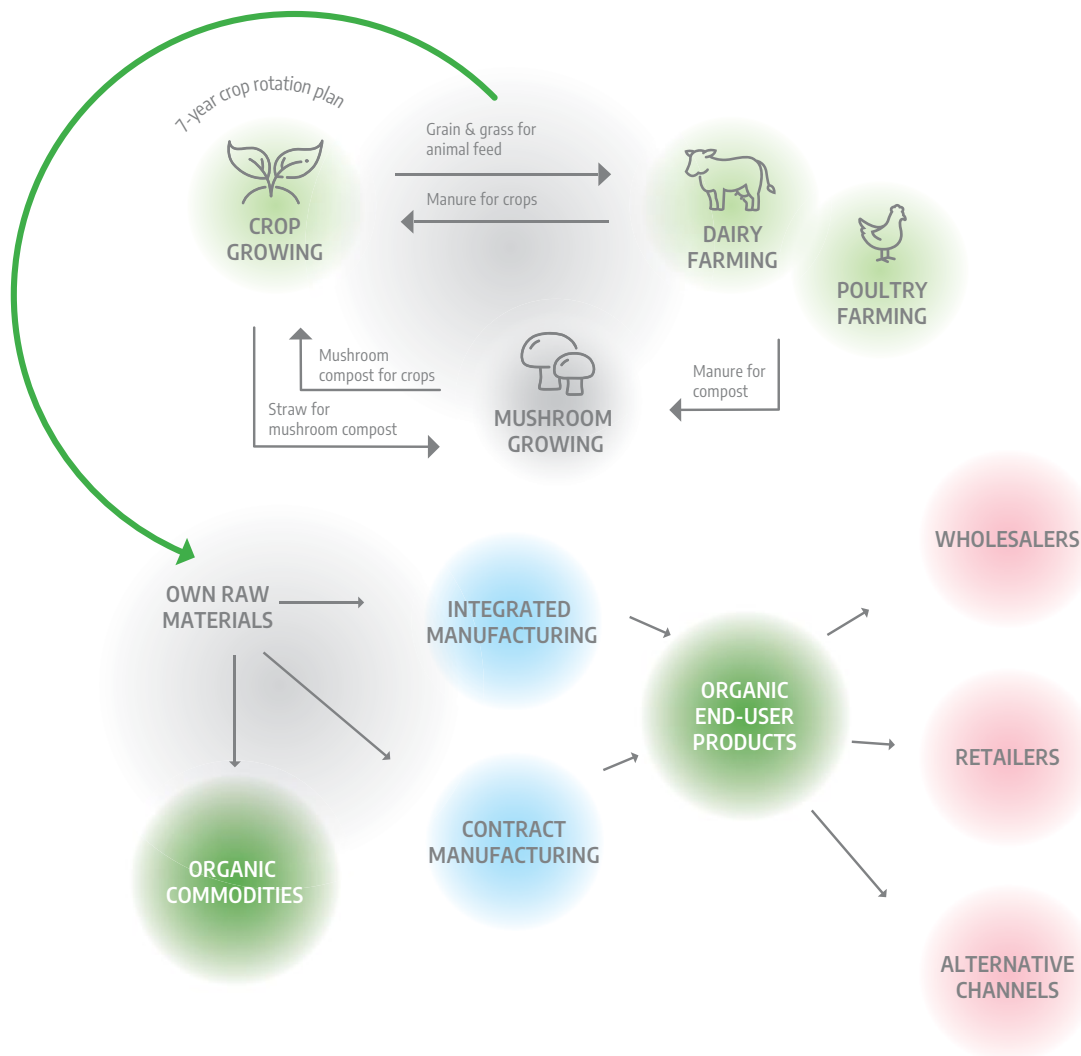 7-year crop rotation plan
Grain & grass for
animal feed
Manure for crops
CROP
GROWING
DAIRY
FARMING
POULTRY
FARMING
Mushroom
compost for crops
Straw for
mushroom compost
MUSHROOM
GROWING
Manure for
compost
OWN RAW
MATERIALS
INTEGRATED
MANUFACTURING
CONTRACT
MANUFACTURING
ORGANIC
COMMODITIES
ORGANIC
END-USER
PRODUCTS
WHOLESALERS
RETAILERS
ALTERNATIVE
CHANNELS